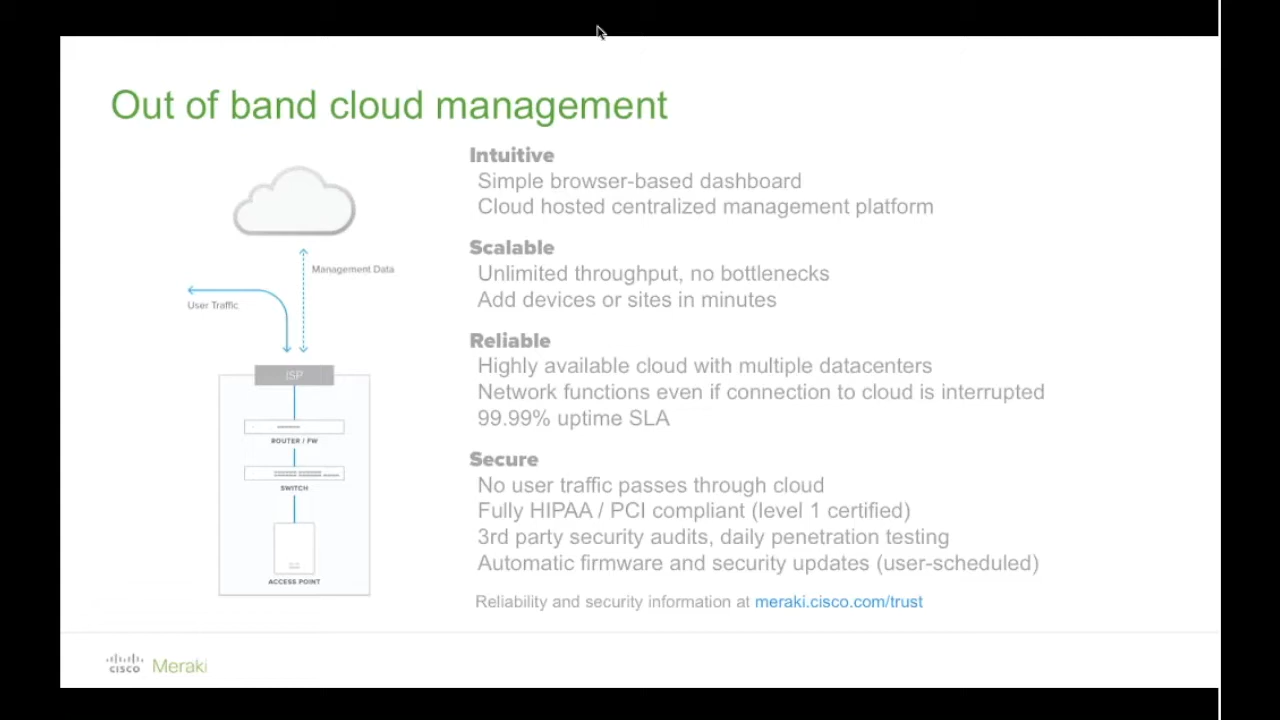 Out of band cloud management
Intuitive
Simple browser-based dashboard
Cloud hosted centralized management platform
Scalable
Unlimited throughput, no bottlenecks
Add devices or sites in minutes
Reliable
Highly available cloud with multiple datacenters
Network functions even if connection to cloud is interrupted
99.99% uptime SLA
Secure
No user traffic passes through cloud
Fully HIPAA / PCI compliant (level 1 certified)
3rd party security audits, daily penetration testing
Automatic firmware and security updates (user-scheduled)
Reliability and security information at meraki.cisco.com/trust
Management Data
User Traffic
ISP
ROUTER / FW
SWITCH
ACCESS POINT
CISCO Meraki